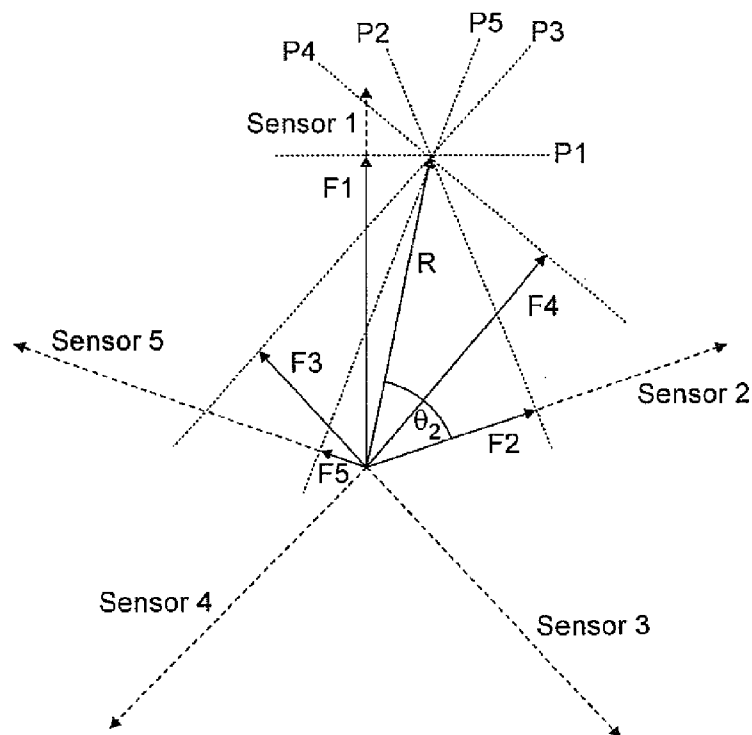 P2
P5
P4
P3
Sensor 1
P1
F1
R
F4
Sensor 5
F3
Sensor 2
θ2
F2
F5
Sensor 4
Sensor 3